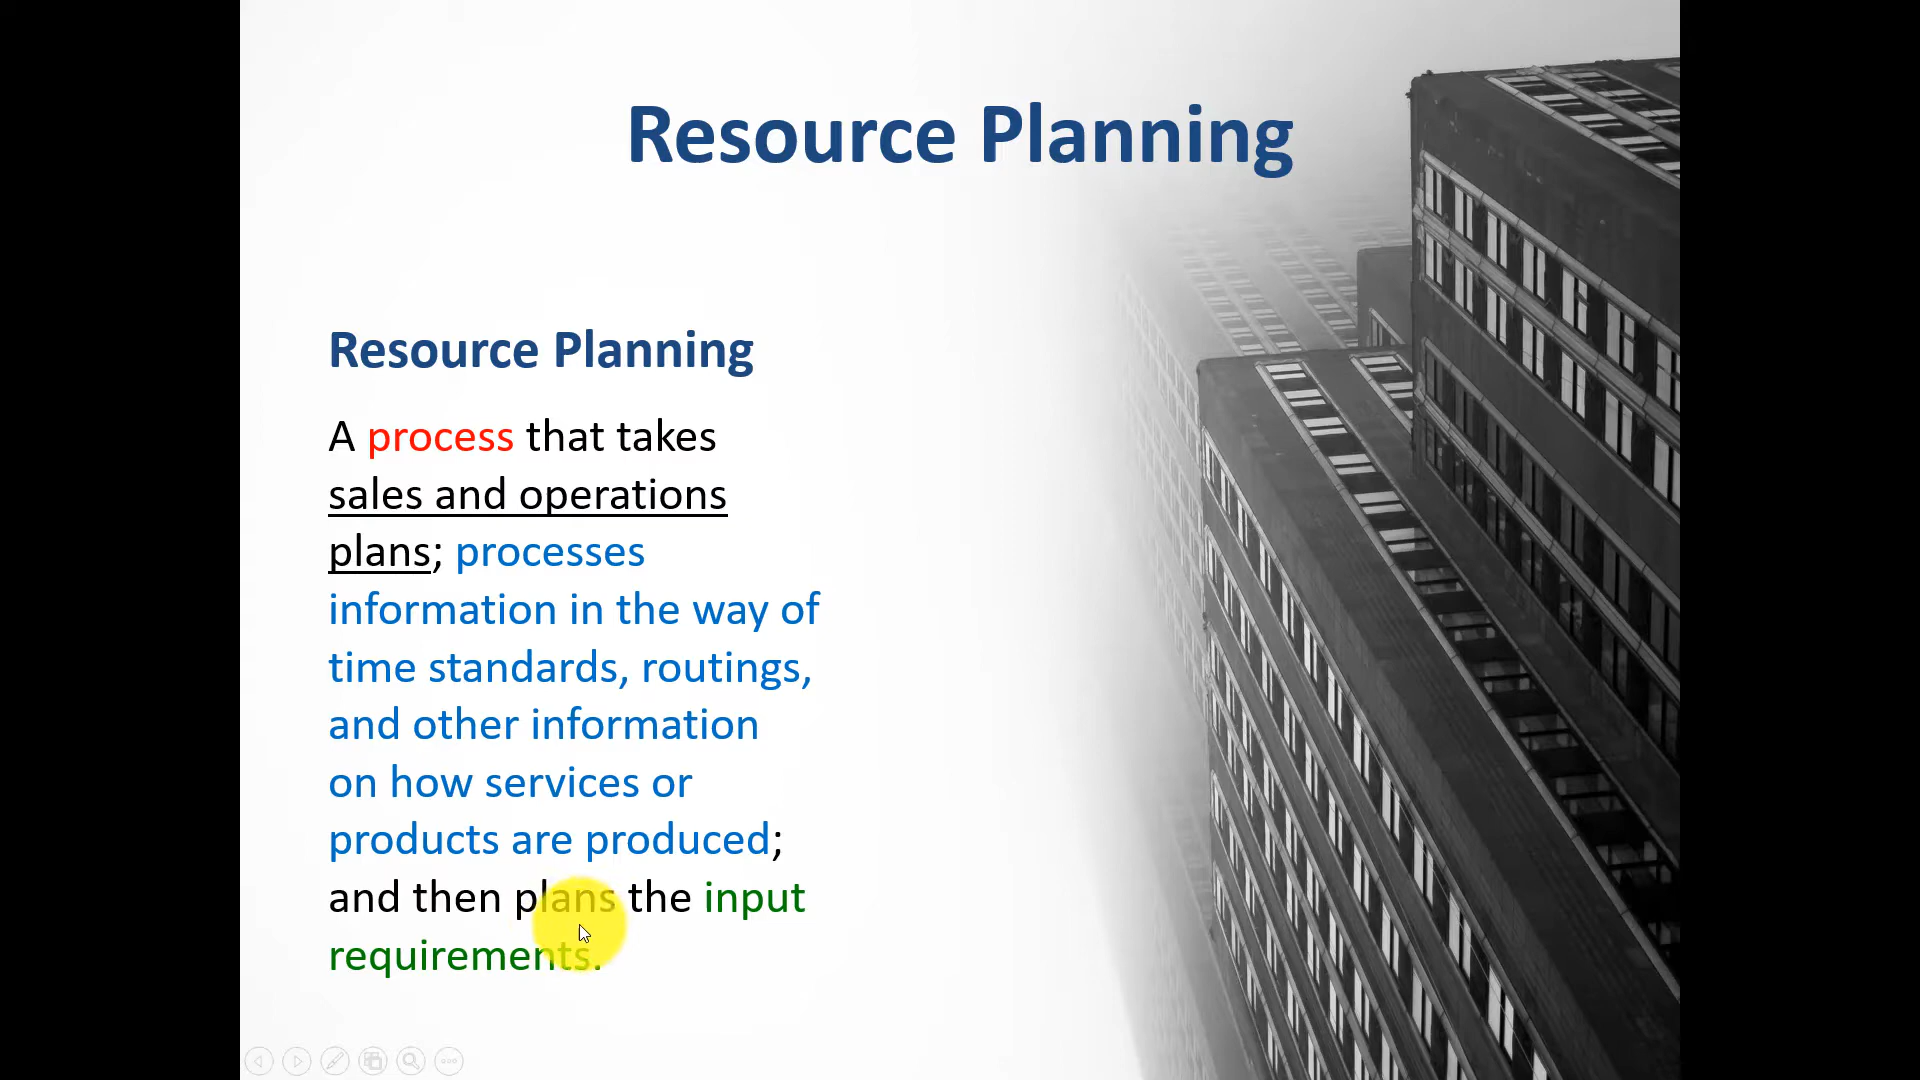 Resource Planning
Resource Planning
A process that takes
sales and operations
plans; processes
information in the way of
time standards, routings,
and other information
on how services or
products are produced;
and then plans the input
requirements.